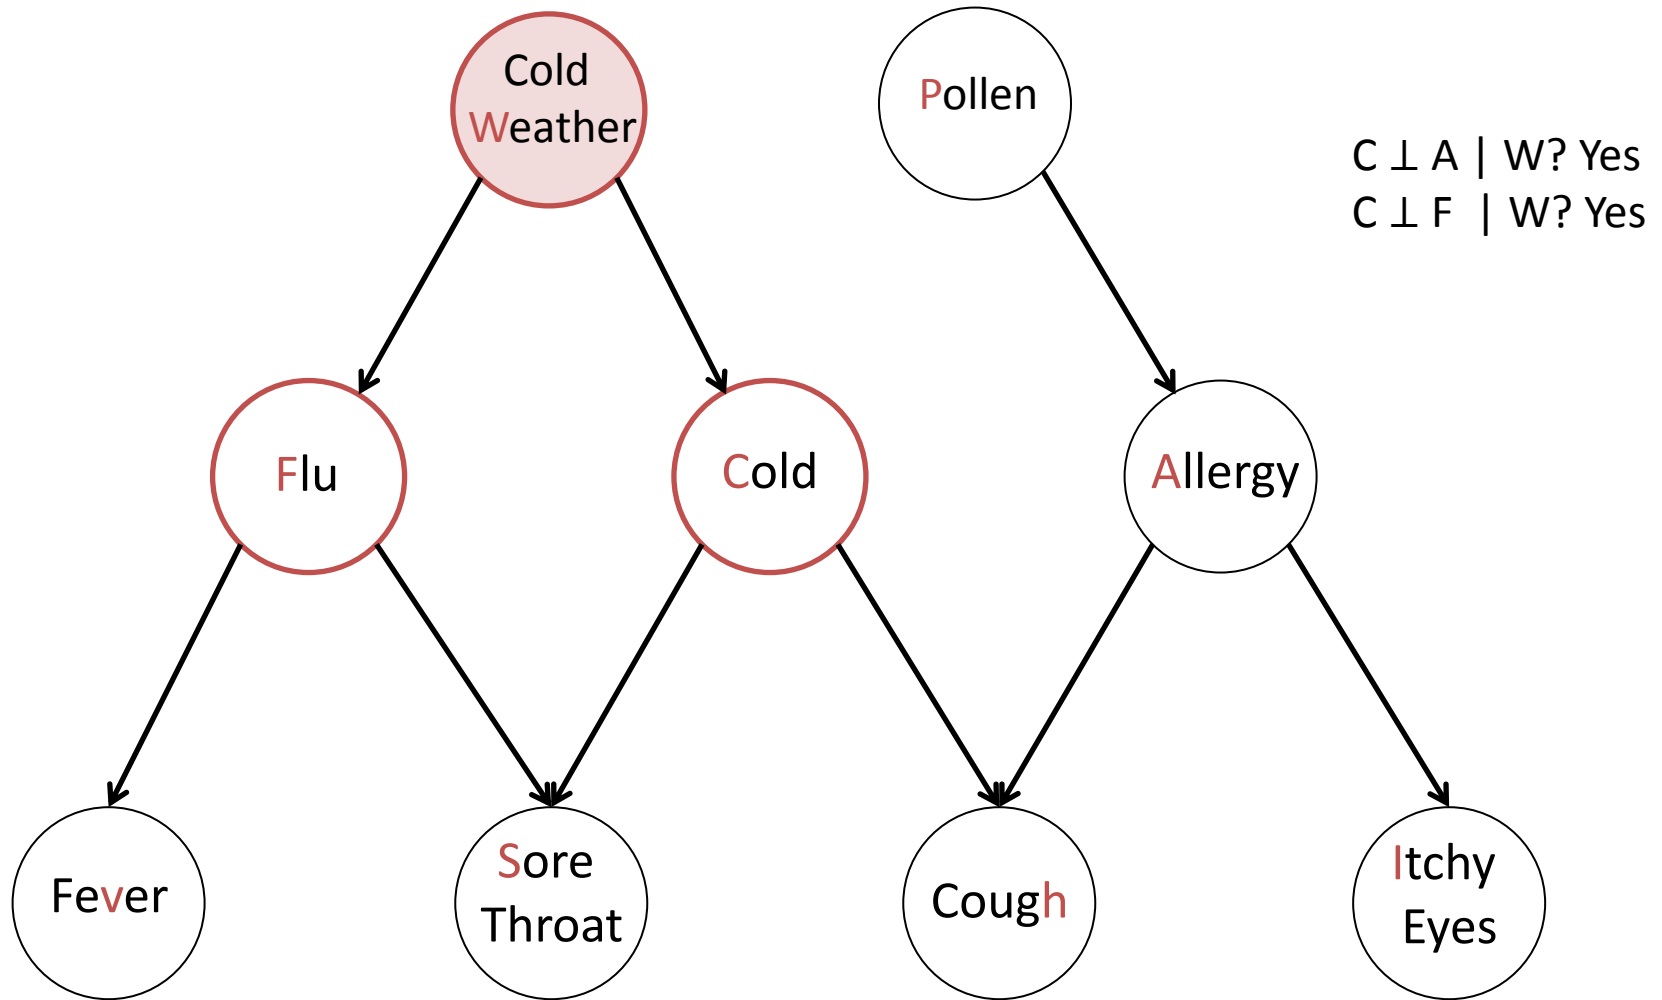 Cold
Weather
Pollen
C ⊥ A | W? Yes
C ⊥ F | W? Yes
Flu
Cold
Allergy
Fever
Sore
Throat
Cough
Itchy
Eyes